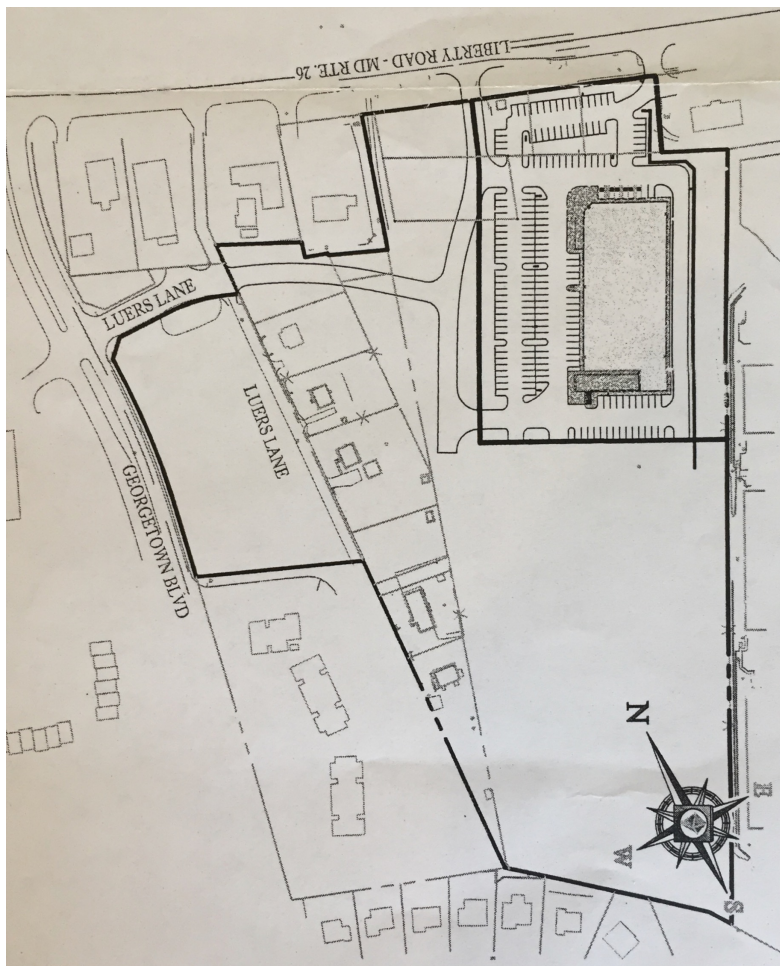 LIBERTY ROAD - MD RTE. 26
LUERS LANE
LUERS LANE
GEORGETOWN BLVD
N
E
W
S